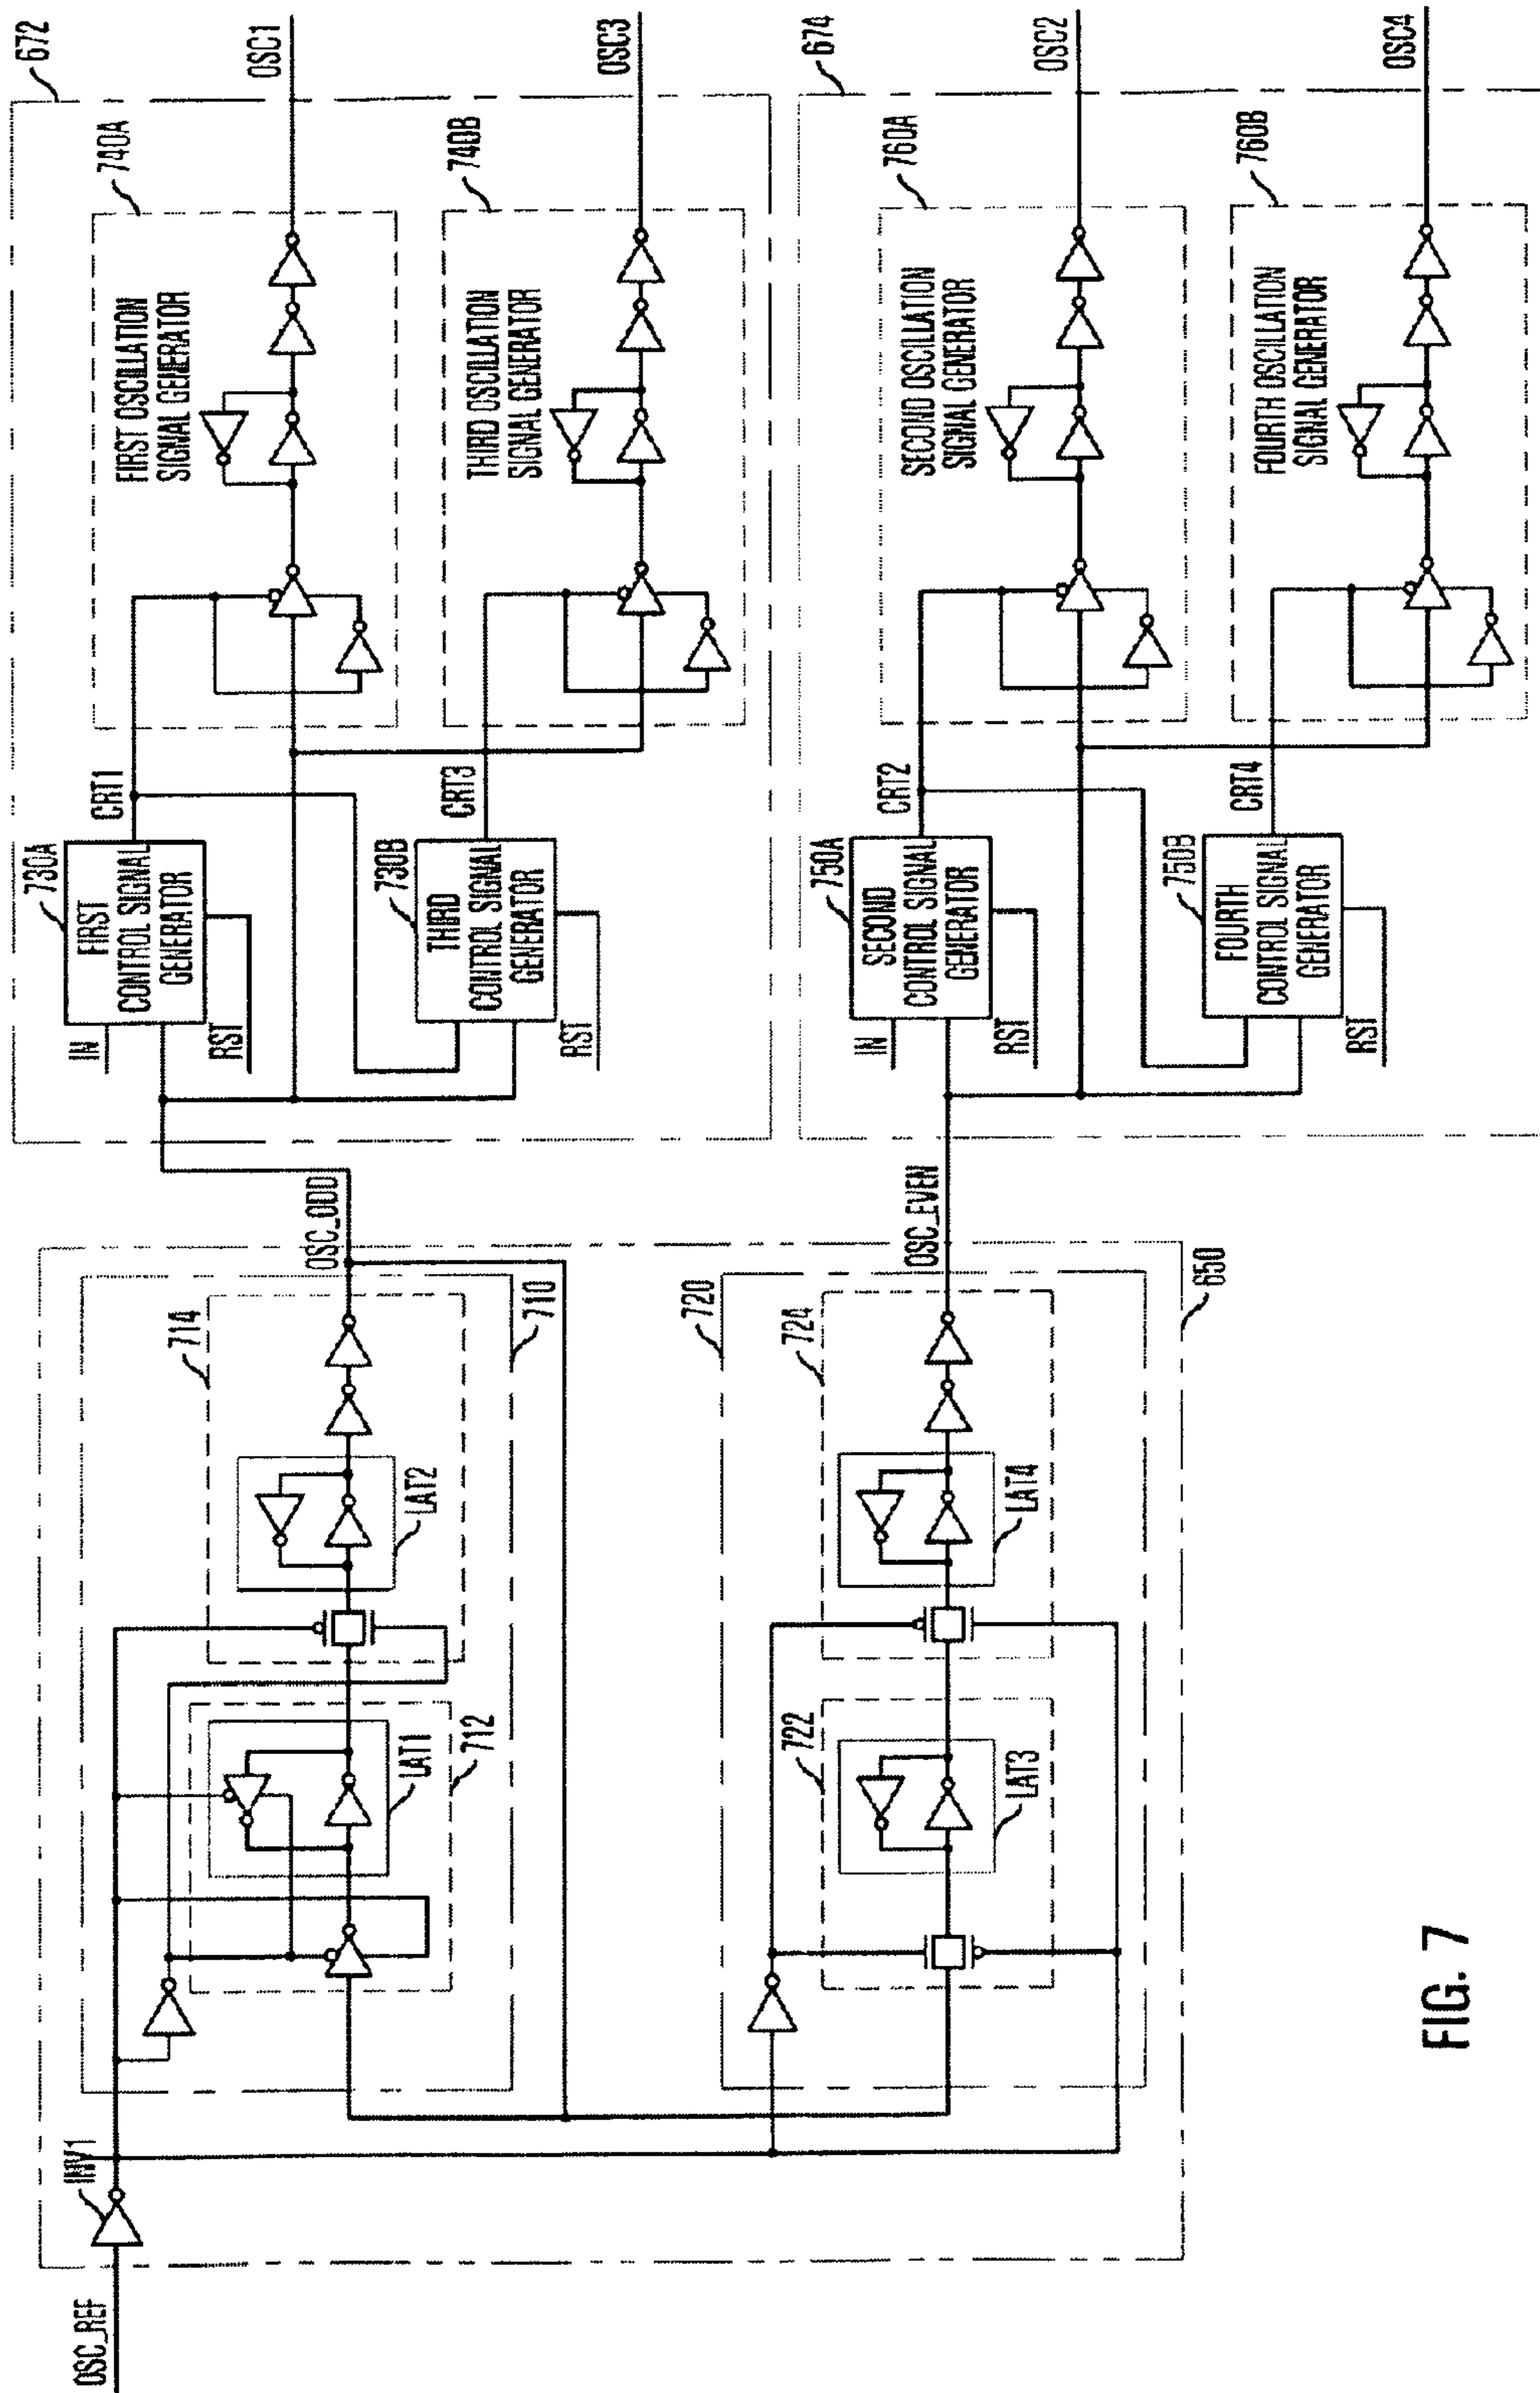 OSC_REF
INV1
650
710
712
LAT1
714
LAT2
OSC_ODD
720
722
LAT3
724
LAT4
OSC_EVEN
672
730A
FIRST
CONTROL SIGNAL
GENERATOR
IN
RST
CRT1
740A
FIRST OSCILLATION
SIGNAL GENERATOR
OSC1
730B
THIRD
CONTROL SIGNAL
GENERATOR
RST
CRT3
740B
THIRD OSCILLATION
SIGNAL GENERATOR
OSC3
674
750A
SECOND
CONTROL SIGNAL
GENERATOR
IN
RST
CRT2
760A
SECOND OSCILLATION
SIGNAL GENERATOR
OSC2
750B
FOURTH
CONTROL SIGNAL
GENERATOR
RST
CRT4
760B
FOURTH OSCILLATION
SIGNAL GENERATOR
OSC4
FIG. 7